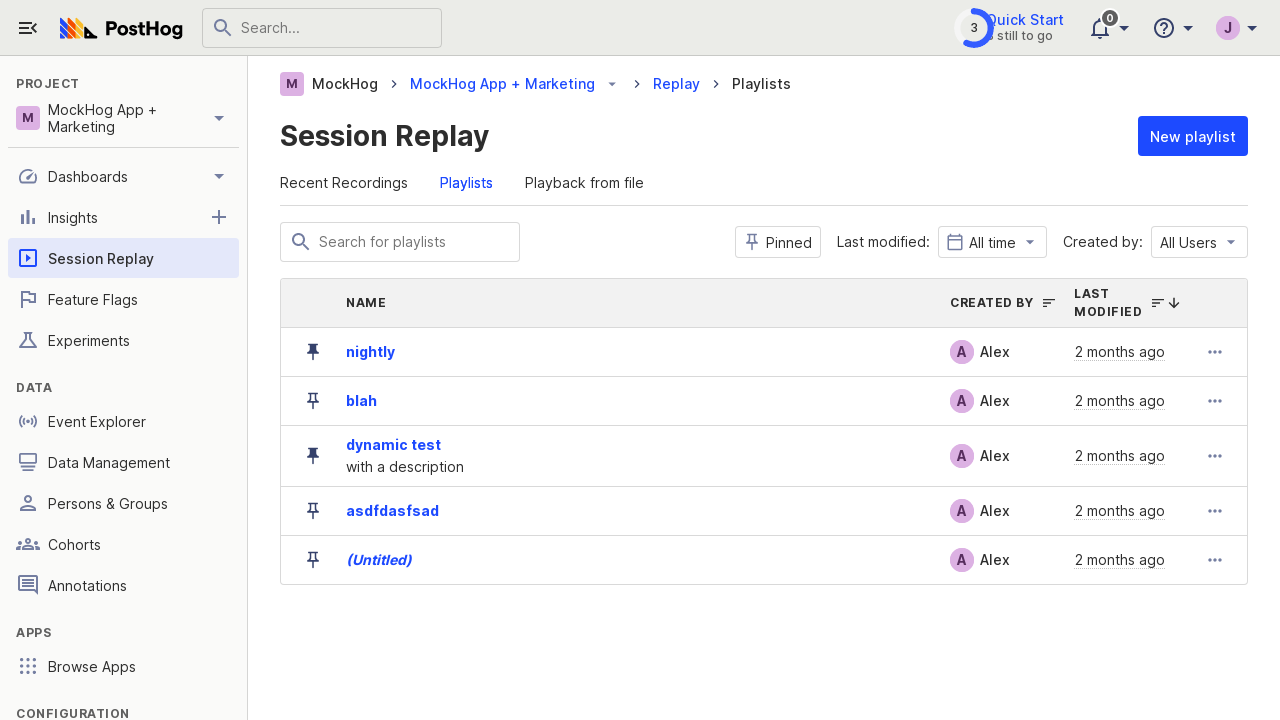 PostHog
Search...
3
Quick Start
still to go
0
J
PROJECT
M
MockHog App +
Marketing
Dashboards
Insights
Session Replay
Feature Flags
Experiments
DATA
Event Explorer
Data Management
Persons & Groups
Cohorts
Annotations
APPS
Browse Apps
CONFIGURATION
M MockHog MockHog App + Marketing Replay Playlists
Session Replay
New playlist
Recent Recordings Playlists Playback from file
Search for playlists
Pinned Last modified: All time Created by: All Users
NAME CREATED BY LAST
MODIFIED
nightly A Alex 2 months ago
blah A Alex 2 months ago
dynamic test
with a description
A Alex 2 months ago
asdfdasfsad A Alex 2 months ago
(Untitled) A Alex 2 months ago